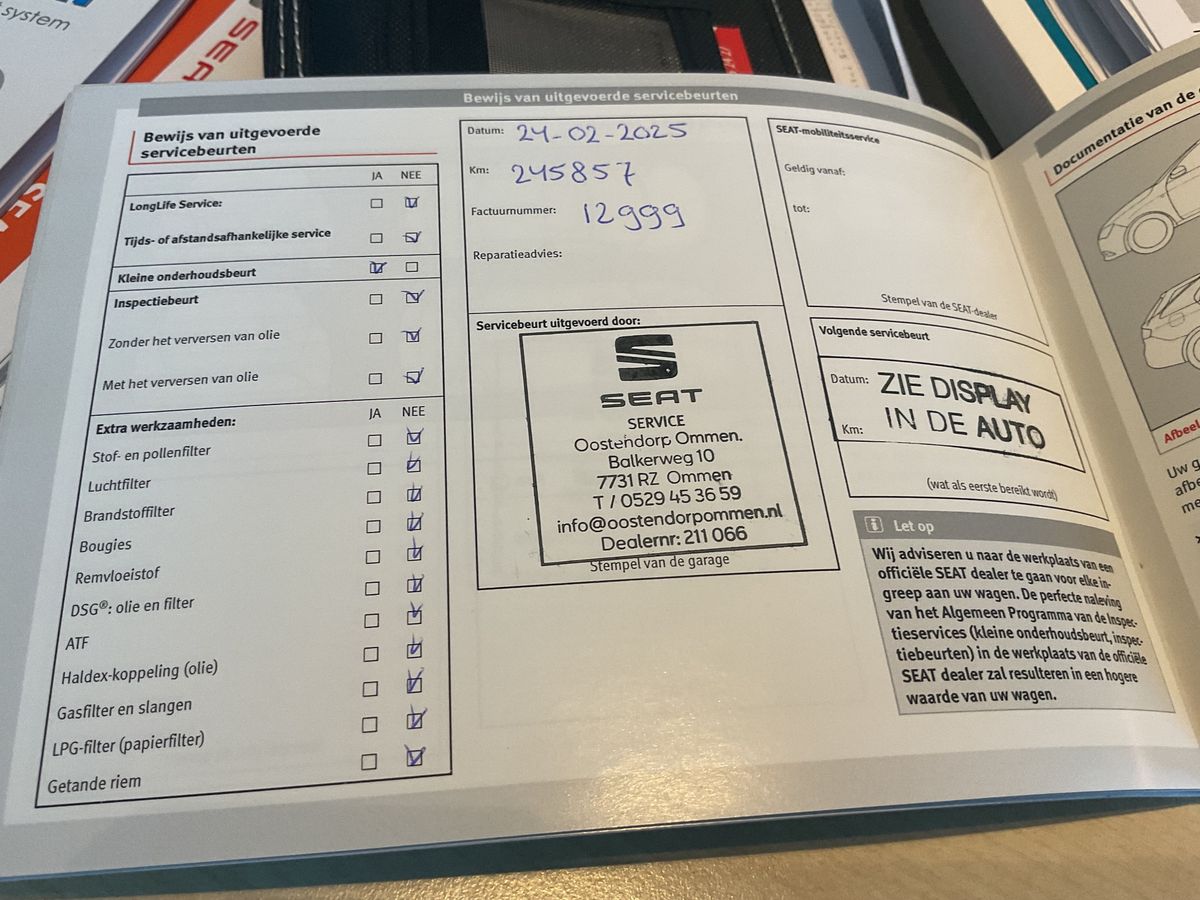 system
SEA
Bewijs van uitgevoerde servicebeurten
Bewijs van uitgevoerde
servicebeurten
JA NEE
LongLife Service:
Tijds- of afstandsafhankelijke service
Kleine onderhoudsbeurt
Inspectiebeurt
Zonder het verversen van olie
Met het verversen van olie
Extra werkzaamheden: JA NEE
Stof- en pollenfilter
Luchtfilter
Brandstoffilter
Bougies
Remvloeistof
DSG®: olie en filter
ATF
Haldex-koppeling (olie)
Gasfilter en slangen
LPG-filter (papierfilter)
Getande riem
Datum: 24-02-2025
Km: 245857
Factuurnummer: 12999
Reparatieadvies:
Servicebeurt uitgevoerd door:
SEAT
SERVICE
Oostendorp Ommen.
Balkerweg 10
7731 RZ Ommen
T / 0529 45 36 59
info@oostendorpommen.nl
Dealernr: 211 066
Stempel van de garage
SEAT-mobiliteitsservice
Geldig vanaf:
tot:
Stempel van de SEAT-dealer
Volgende servicebeurt
Datum: ZIE DISPLAY
Km: IN DE AUTO
(wat als eerste bereikt wordt)
Let op
Wij adviseren u naar de werkplaats van een
officiële SEAT dealer te gaan voor elke in-
greep aan uw wagen. De perfecte naleving
van het Algemeen Programma van de Inspec-
tieservices (kleine onderhoudsbeurt, inspec-
tiebeurten) in de werkplaats van de officiële
SEAT dealer zal resulteren in een hogere
waarde van uw wagen.
Documentatie van de
Afbeel
Uw g
afbe
me